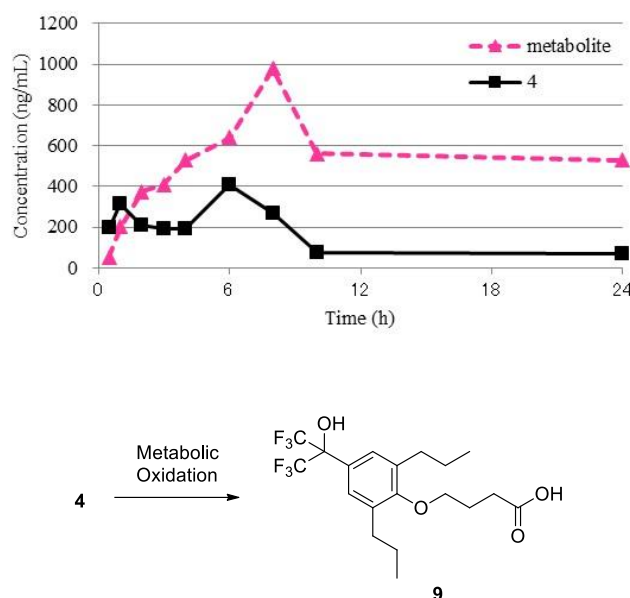 1200
1000
800
600
400
200
0
Concentration (ng/mL)
metabolite
4
0 6 12 18 24
Time (h)
OH
F3C
F3C
Metabolic
Oxidation
4
O
OH
O
9